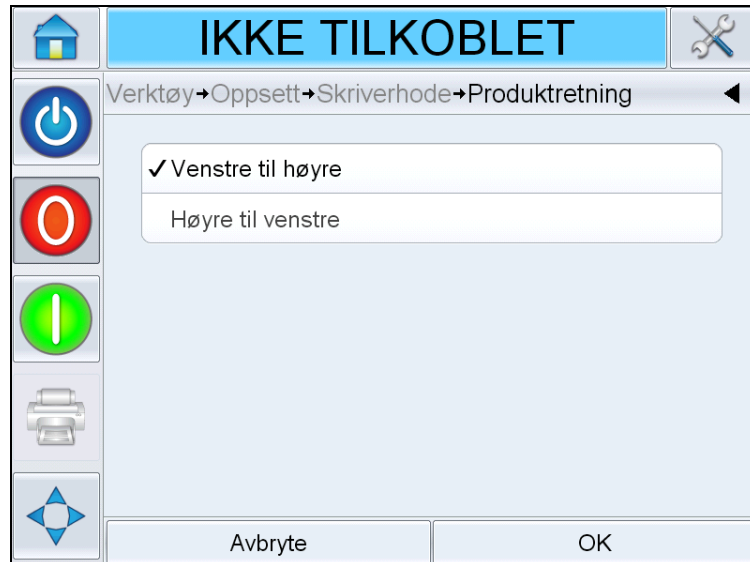 IKKE TILKOBLET
Verktøy→Oppsett→Skriverhode→Produktretning
✓Venstre til høyre
Høyre til venstre
Avbryte
OK